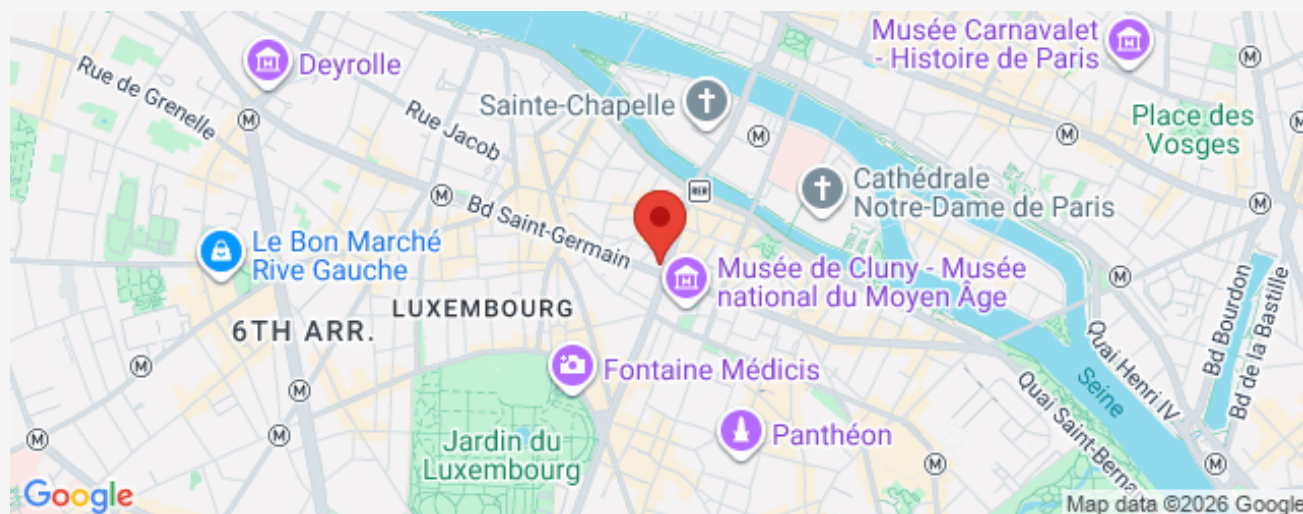 Musée Carnavalet
- Histoire de Paris
Deyrolle
Rue de Grenelle
Sainte-Chapelle
Rue Jacob
Place des
Vosges
M
M
M
M
M
RER
Cathédrale
Notre-Dame de Paris
M
M
Bd Saint-Germain
Le Bon Marché
Rive Gauche
Musée de Cluny - Musée
national du Moyen Âge
M
LUXEMBOURG
6TH ARR.
Bd Bourdon
Bd de la Bastille
Quai Henri IV
Seine
M
Fontaine Médicis
M
Quai Saint-Berna
Panthéon
M
M
Jardin du
Luxembourg
M
M
Google
Map data ©2026 Google